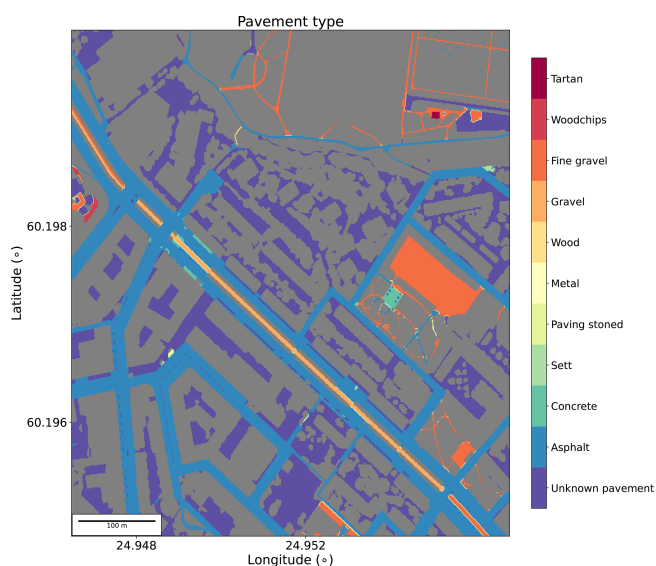 Pavement type
Tartan
Woodchips
Fine gravel
Gravel
Wood
Metal
Paving stoned
Sett
Concrete
Asphalt
Unknown pavement
Latitude (∘)
60.198
60.196
100 m
24.948 24.952
Longitude (∘)